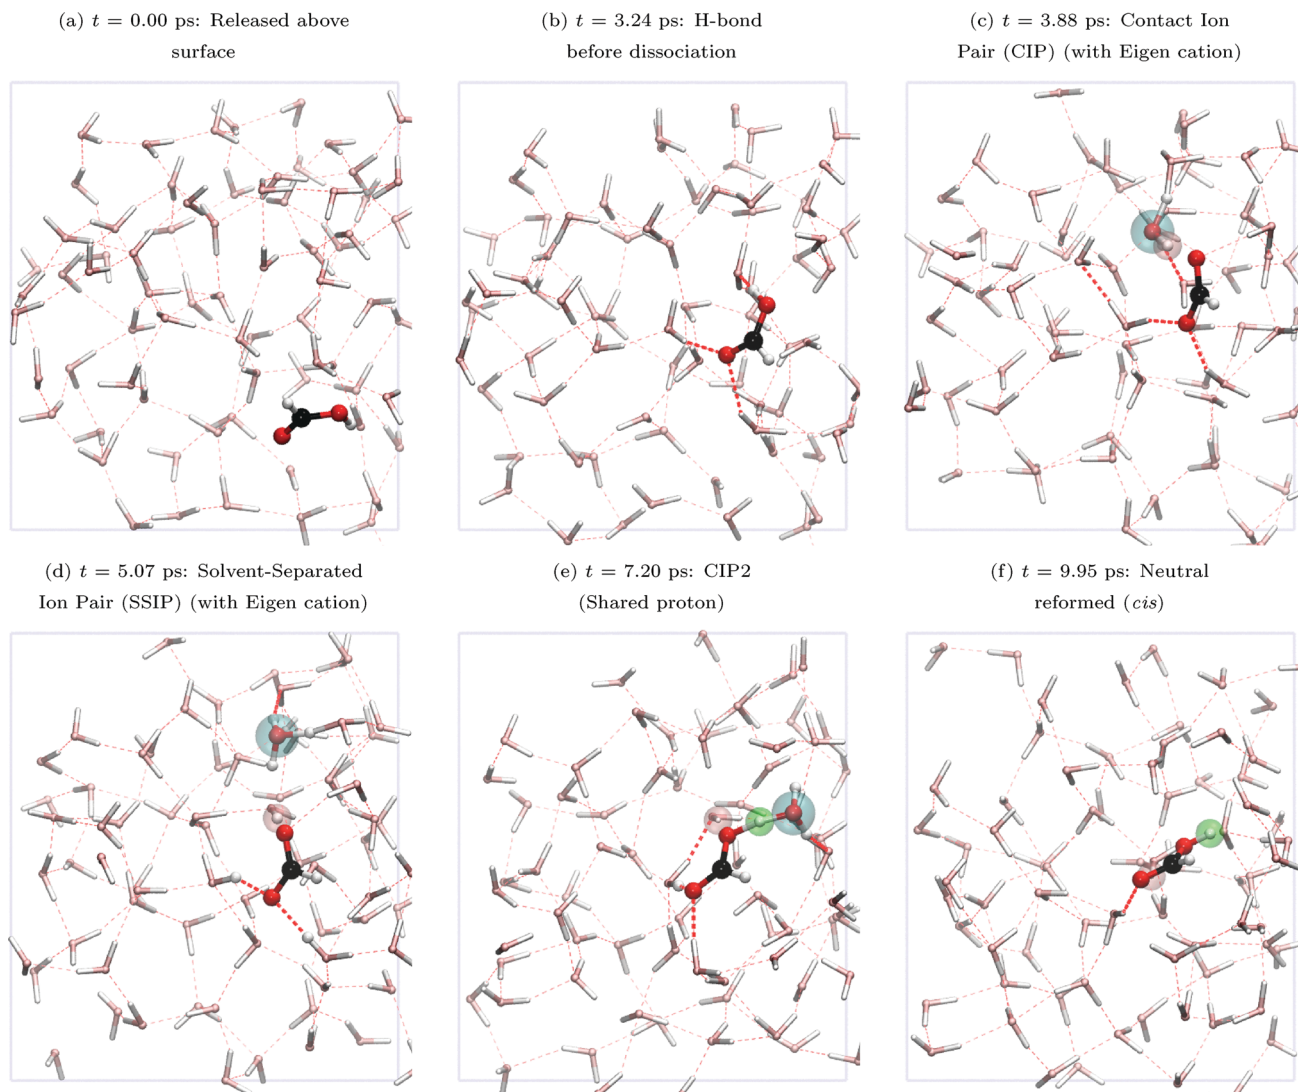 (a) t = 0.00 ps: Released above
surface
(b) t = 3.24 ps: H-bond
before dissociation
(c) t = 3.88 ps: Contact Ion
Pair (CIP) (with Eigen cation)
(d) t = 5.07 ps: Solvent-Separated
Ion Pair (SSIP) (with Eigen cation)
(e) t = 7.20 ps: CIP2
(Shared proton)
(f) t = 9.95 ps: Neutral
reformed (cis)